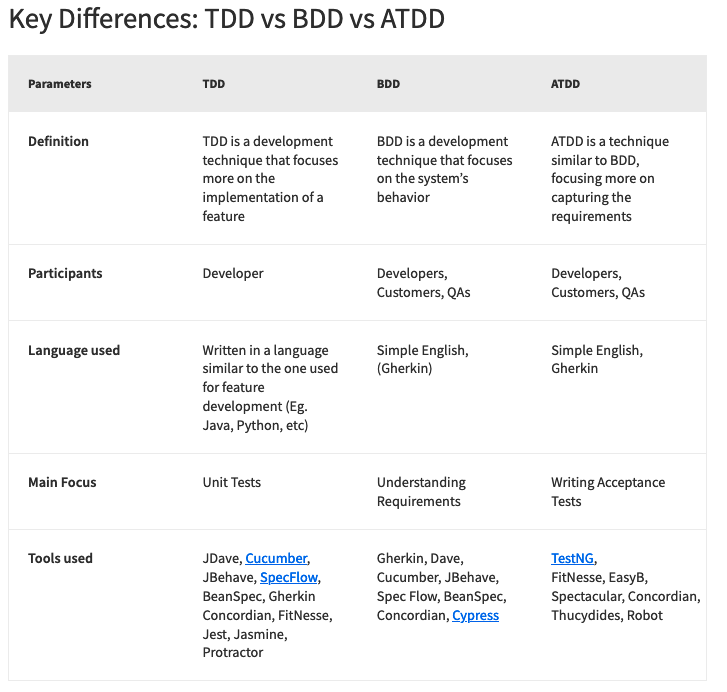 Key Differences: TDD vs BDD vs ATDD
Parameters
TDD
BDD
ATDD
Definition
TDD is a development
technique that focuses
more on the
implementation of a
feature
BDD is a development
technique that focuses
on the system's
behavior
ATDD is a technique
similar to BDD,
focusing more on
capturing the
requirements
Participants
Developer
Developers,
Customers, QAs
Developers,
Customers, QAs
Language used
Written in a language
similar to the one used
for feature
development (Eg.
Java, Python, etc)
Simple English,
(Gherkin)
Simple English,
Gherkin
Main Focus
Unit Tests
Understanding
Requirements
Writing Acceptance
Tests
Tools used
JDave, Cucumber,
JBehave, SpecFlow,
BeanSpec, Gherkin
Concordian, FitNesse,
Jest, Jasmine,
Protractor
Gherkin, Dave,
Cucumber, JBehave,
Spec Flow, BeanSpec,
Concordian, Cypress
TestNG,
FitNesse, EasyB,
Spectacular, Concordian,
Thucydides, Robot